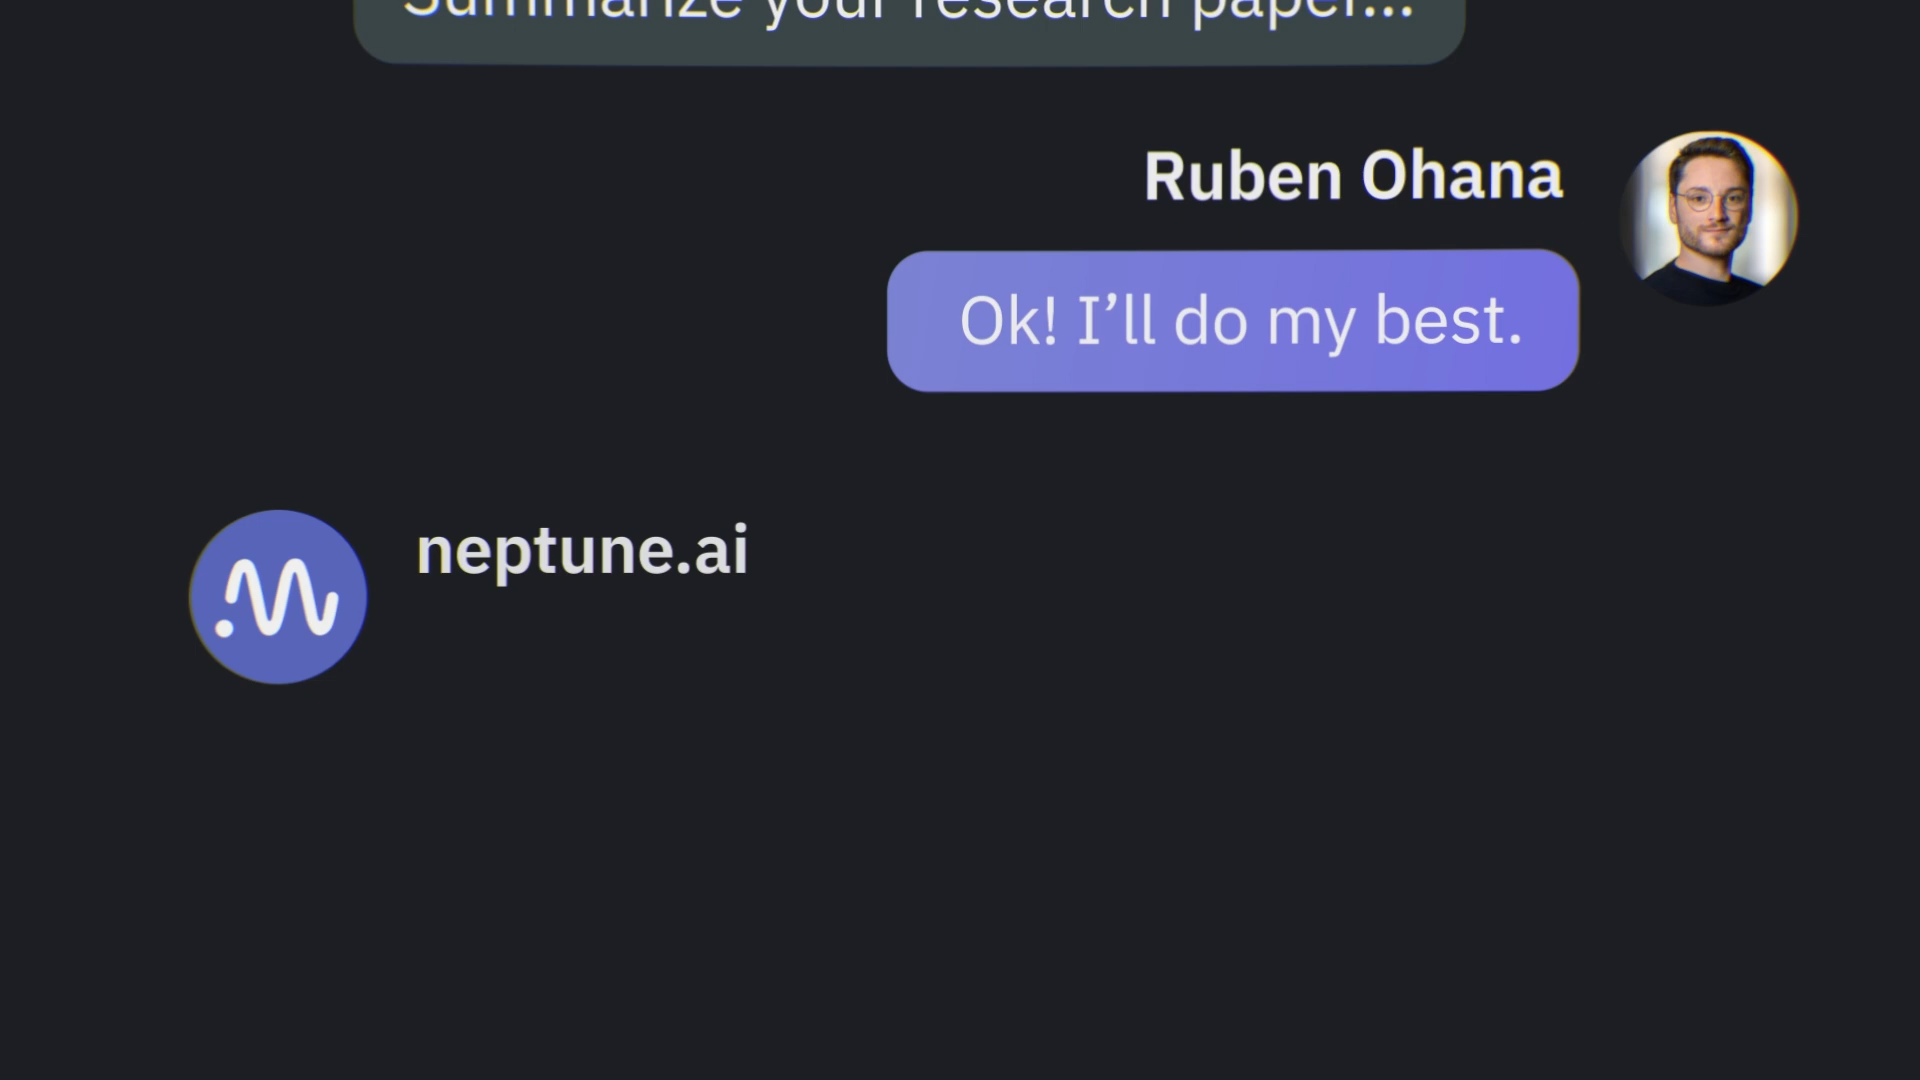 Summarize your research paper...
Ruben Ohana
Ok! I’ll do my best.
neptune.ai